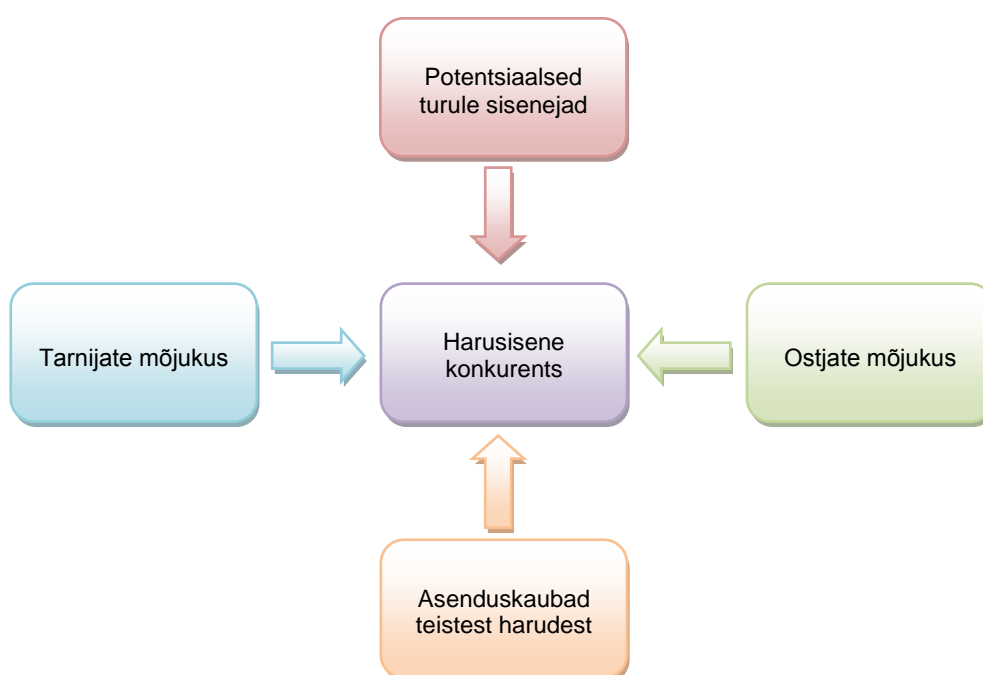 Potentsiaalsed
turule sisenejad
Tarnijate mõjukus
Harusisene
konkurents
Ostjate mõjukus
Asenduskaubad
teistest harudest